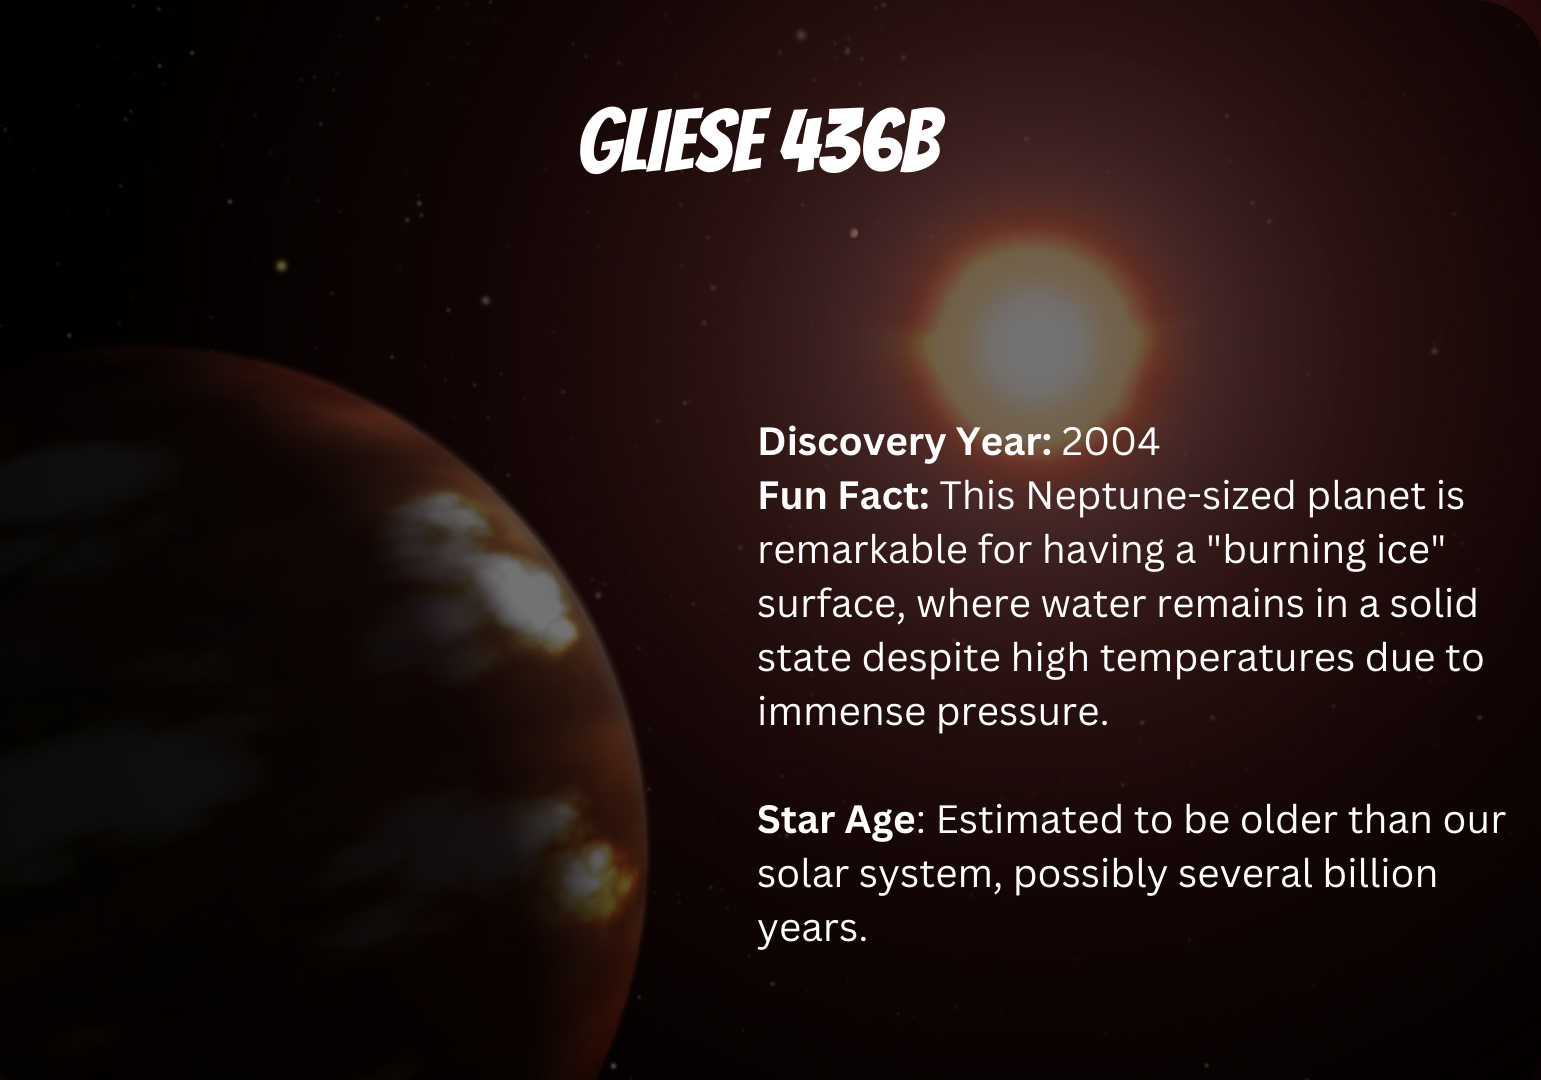 GLIESE 436B
Discovery Year: 2004
Fun Fact: This Neptune-sized planet is
remarkable for having a "burning ice"
surface, where water remains in a solid
state despite high temperatures due to
immense pressure.
Star Age: Estimated to be older than our
solar system, possibly several billion
years.